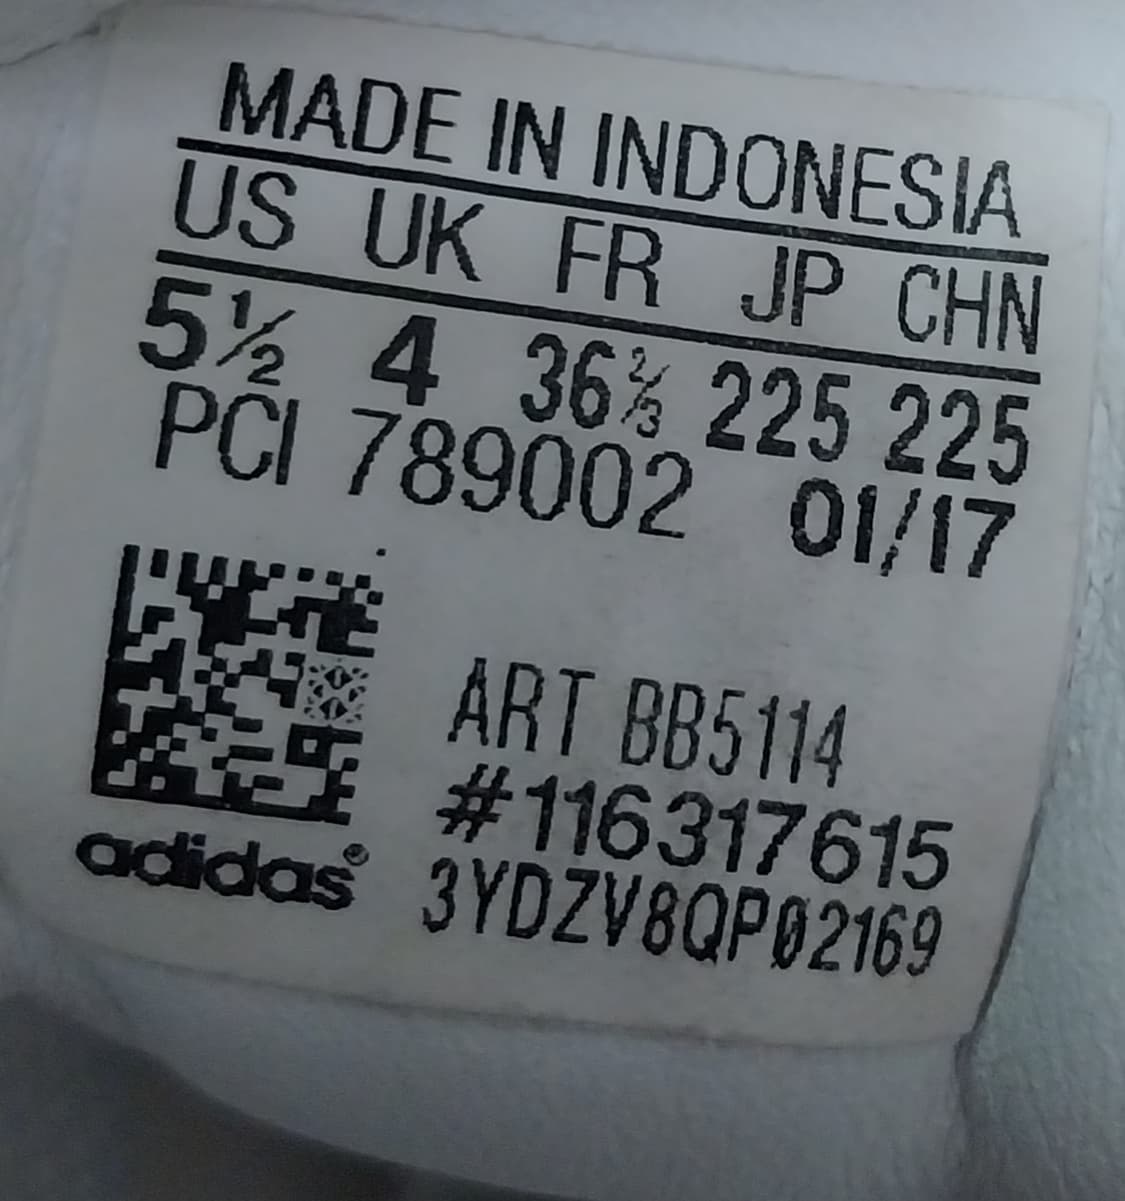 MADE IN INDONESIA
US UK FR JP CHN
5½ 4 36⅔ 225 225
PCI 789002 01/17
ART BB5114
#116317615
adidas®
3YDZV8QP02169